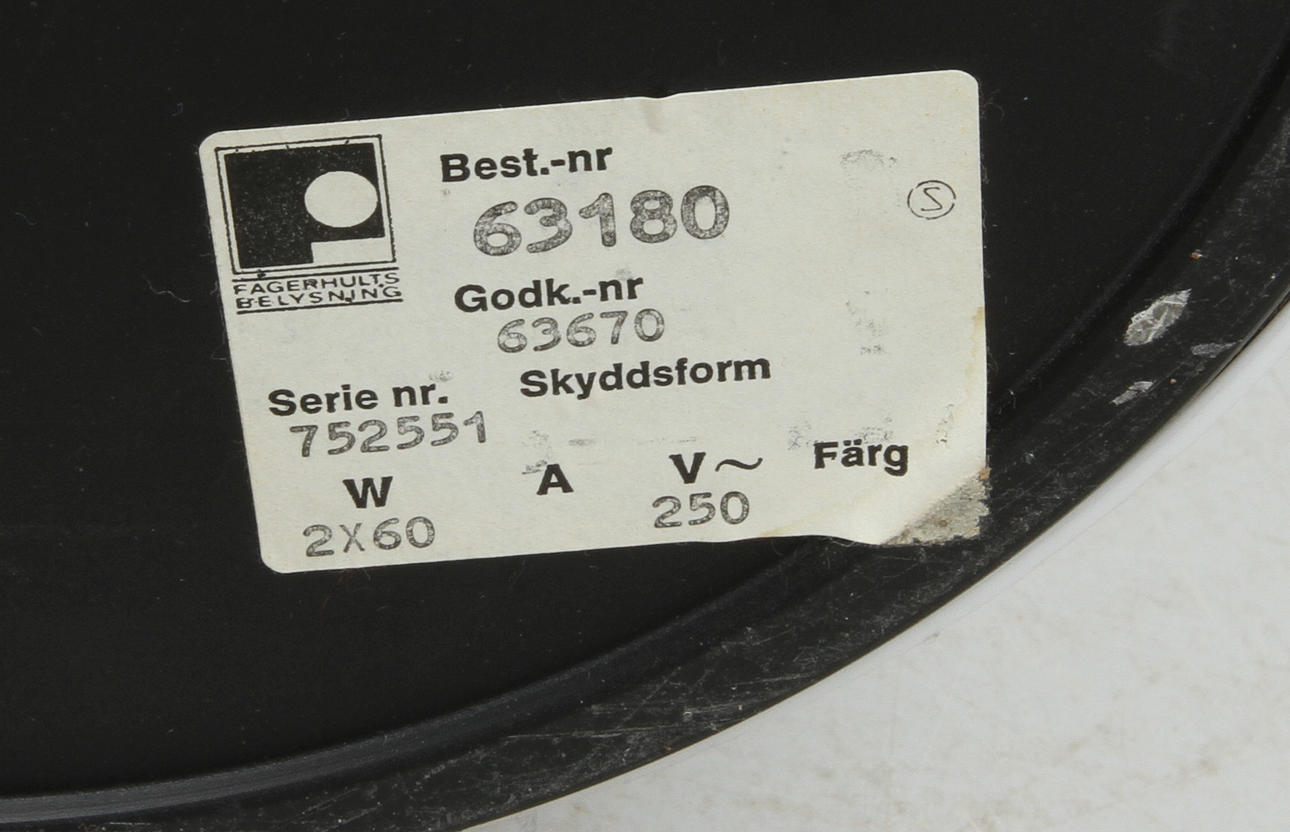 FAGERHULTS
BELYSNING
Best.-nr
63180
S
Godk.-nr
63670
Skyddsform
Serie nr.
752551
W A V~ Färg
2X60 250